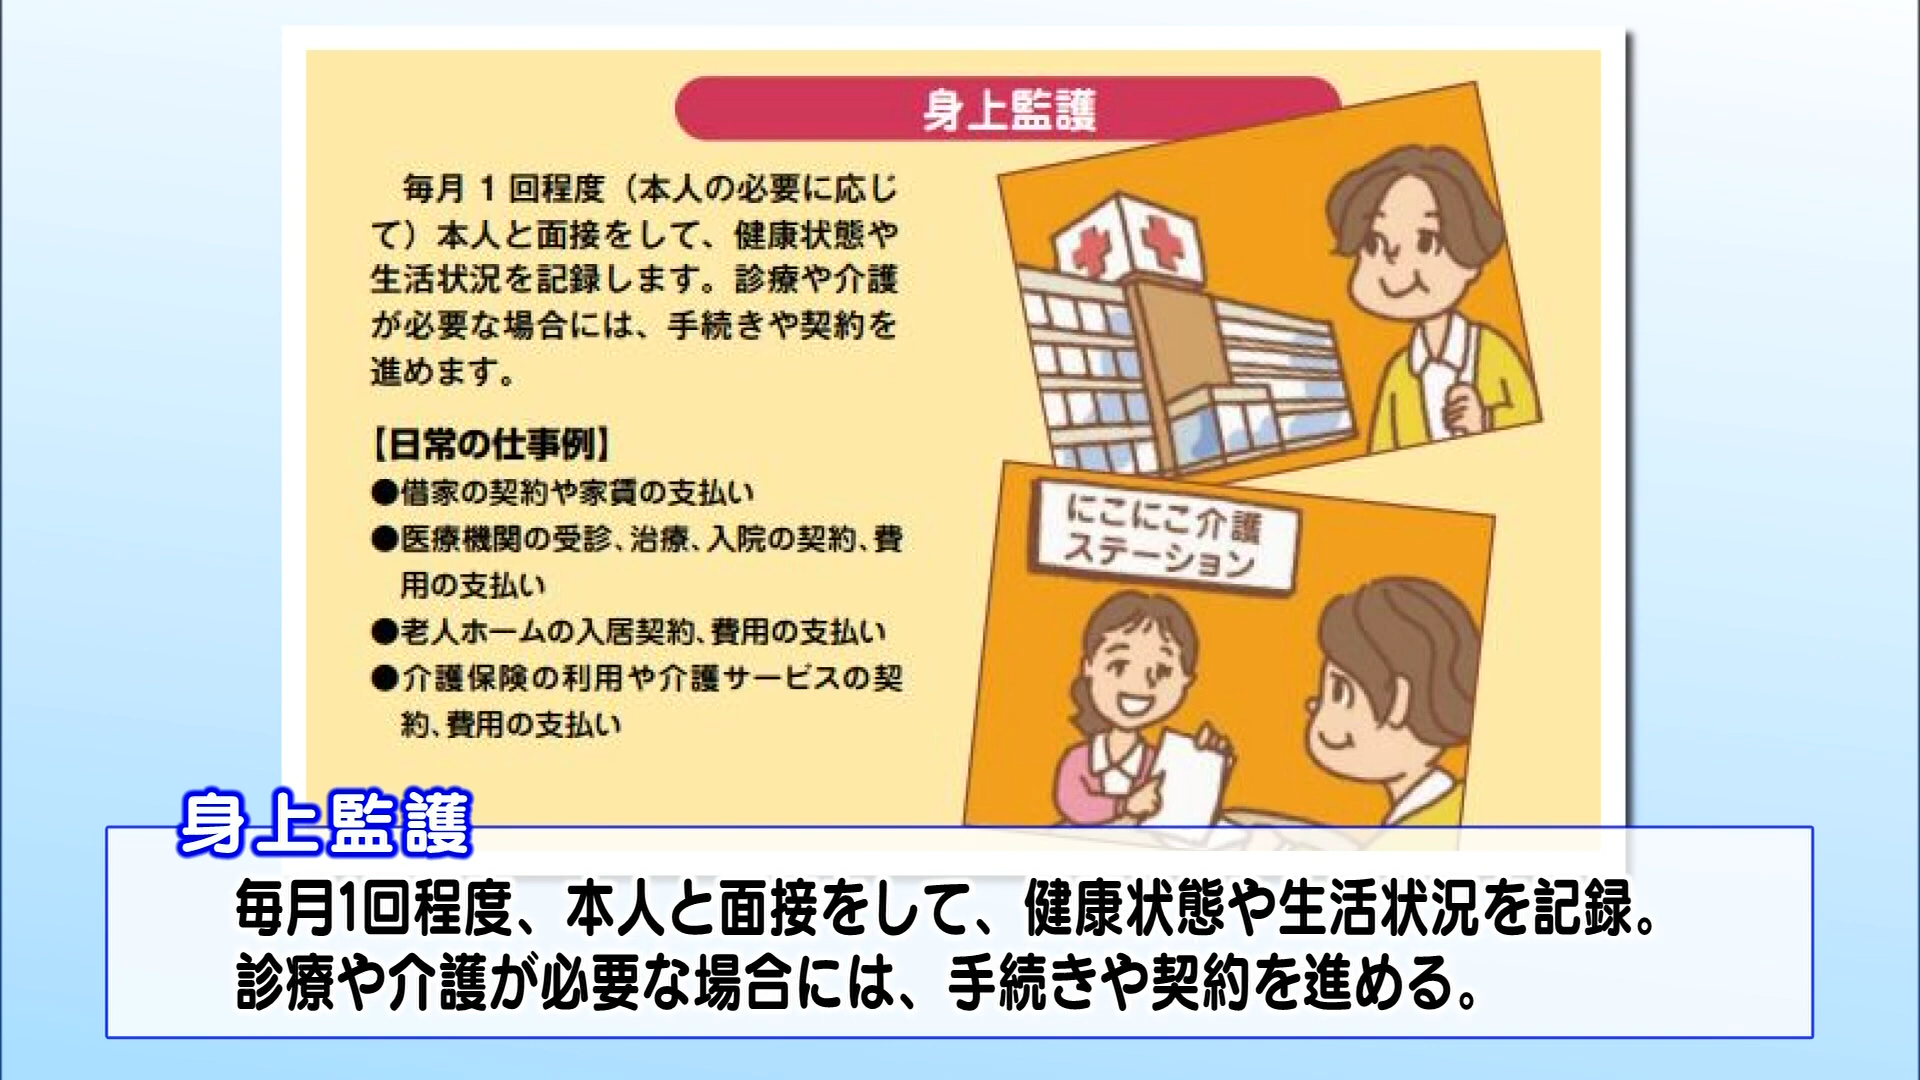 身上監護
　毎月１回程度（本人の必要に応じ
て）本人と面接をして、健康状態や
生活状況を記録します。診療や介護
が必要な場合には、手続きや契約を
進めます。
【日常の仕事例】
●借家の契約や家賃の支払い
●医療機関の受診、治療、入院の契約、費
用の支払い
●老人ホームの入居契約、費用の支払い
●介護保険の利用や介護サービスの契
約、費用の支払い
にこにこ介護
ステーション
身上監護
毎月1回程度、本人と面接をして、健康状態や生活状況を記録。
診療や介護が必要な場合には、手続きや契約を進める。